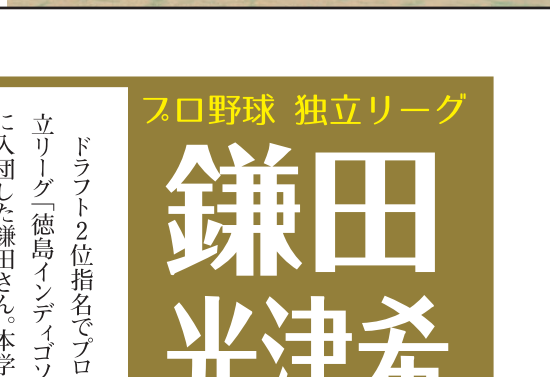 プロ野球 独立リーグ
鎌田
光津希
ドラフト2位指名でプロ
立リーグ「徳島インディゴソ
に入団した鎌田さん。本学